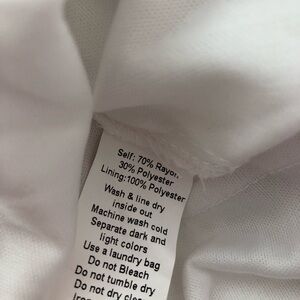 Self: 70% Rayon,
30% Polyester
Lining:100% Polyester
Wash & line dry
inside out
Machine wash cold
Separate dark and
light colors
Use a laundry bag
Do not Bleach
Do not tumble dry
Do not dry clean